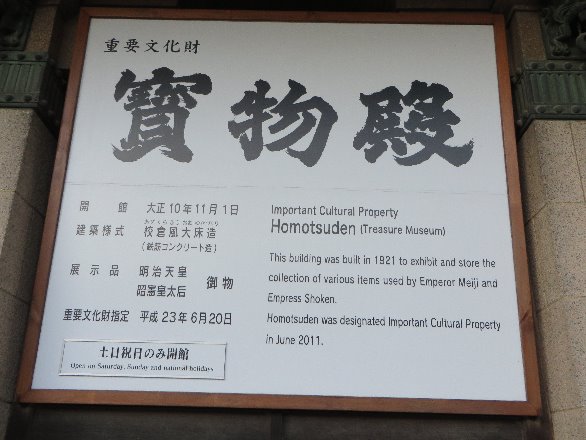 重要文化財
寶物殿
開館 大正10年11月1日
建築様式 校倉風大床造
(鉄筋コンクリート造)
展示品 明治天皇
昭憲皇太后
御物
重要文化財指定 平成23年6月20日
土日祝日のみ開館
Open on Saturday, Sunday and national holidays
Important Cultural Property
Homotsuden (Treasure Museum)
This building was built in 1921 to exhibit and store the
collection of various items used by Emperor Meiji and
Empress Shoken.
Homotsuden was designated Important Cultural Property
in June 2011.